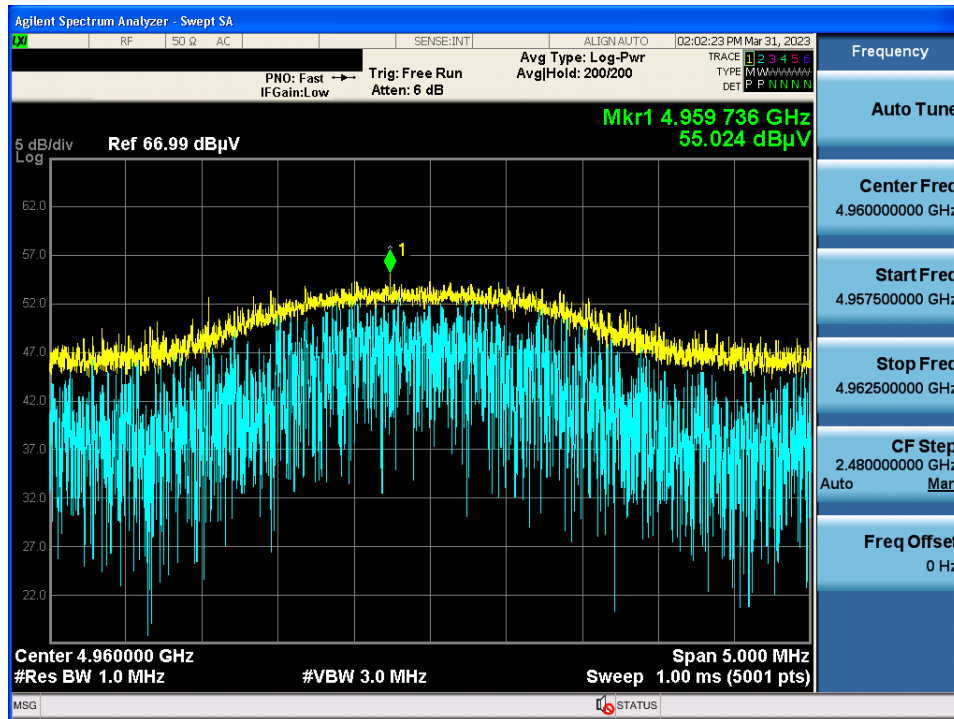 Agilent Spectrum Analyzer - Swept SA
LXI RF 50 Ω AC SENSE:INT ALIGN AUTO 02:02:23 PM Mar 31, 2023
Frequency
PNO: Fast Trig: Free Run Avg Type: Log-Pwr TRACE 1 2 3 4 5 6
IFGain:Low Atten: 6 dB Avg|Hold: 200/200 TYPE M W W W W W
DET P P N N N N
Mkr1 4.959 736 GHz
55.024 dBµV
5 dB/div Ref 66.99 dBµV
Log
62.0
57.0
52.0
47.0
42.0
37.0
32.0
27.0
22.0
1
Center 4.960000 GHz Span 5.000 MHz
#Res BW 1.0 MHz #VBW 3.0 MHz Sweep 1.00 ms (5001 pts)
MSG STATUS
Auto Tune
Center Freq
4.960000000 GHz
Start Freq
4.957500000 GHz
Stop Freq
4.962500000 GHz
CF Step
2.480000000 GHz
Auto Man
Freq Offset
0 Hz